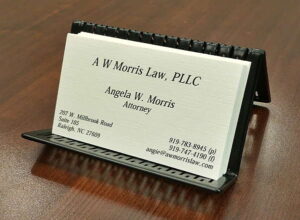 A W Morris Law, PLLC
Angela W. Morris
Attorney
207 W. Millbrook Road
Suite 105
Raleigh, NC 27609
919-783-8945 (p)
919-747-4190 (f)
angie@awmorrislaw.com